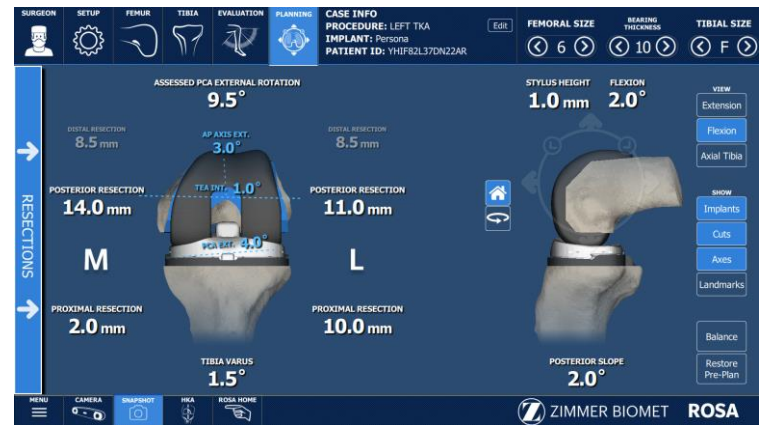 SURGEON
SETUP
FEMUR
TIBIA
EVALUATION
PLANNING
CASE INFO
PROCEDURE: LEFT TKA
IMPLANT: Persona
PATIENT ID: YHIF82L37DN22AR
Edit
FEMORAL SIZE
6
BEARING
THICKNESS
10
TIBIAL SIZE
F
ASSESSED PCA EXTERNAL ROTATION
9.5°
STYLUS HEIGHT
1.0 mm
FLEXION
2.0°
VIEW
Extension
Flexion
Axial Tibia
SHOW
Implants
Cuts
Axes
Landmarks
Balance
Restore
Pre-Plan
RESECTIONS
DISTAL RESECTION
8.5 mm
AP AXIS EXT.
3.0°
DISTAL RESECTION
8.5 mm
POSTERIOR RESECTION
14.0 mm
TEA INT. 1.0°
POSTERIOR RESECTION
11.0 mm
PCA EXT. 4.0°
M
L
PROXIMAL RESECTION
2.0 mm
PROXIMAL RESECTION
10.0 mm
TIBIA VARUS
1.5°
POSTERIOR SLOPE
2.0°
MENU
CAMERA
SNAPSHOT
HKA
ROSA HOME
ZIMMER BIOMET
ROSA